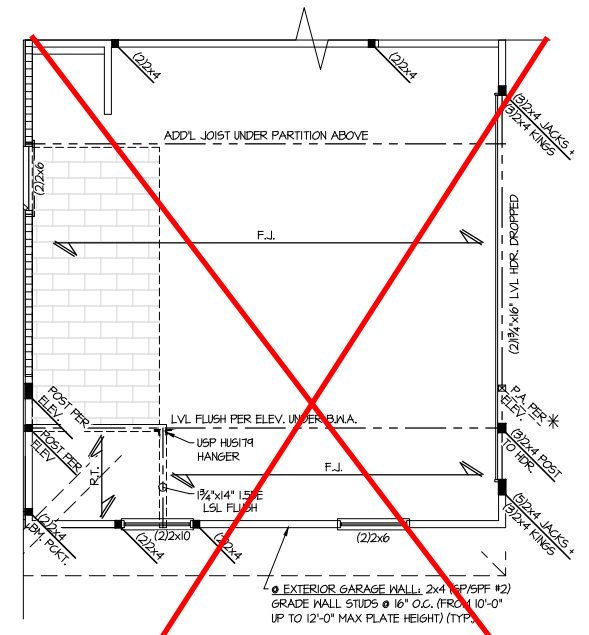 (2)2x4
(2)2x4
(3)2x4 JACKS +
(3)2x4 KINGS
ADD'L JOIST UNDER PARTITION ABOVE
(2)2x6
F.J.
(2)1¾"x16" LVL HDR. DROPPED
POST PER
ELEV.
P.A. PER
ELEV.
LVL FLUSH PER ELEV. UNDER B.W.A.
POST PER
ELEV
USP HUS179
HANGER
(3)2x4 POST
TO HDR.
R.T.
F.J.
1¾"x14" 1.55E
LSL FLUSH
(5)2x4 JACKS +
(3)2x4 KINGS
(2)2x4
BM. PCKT.
(2)2x4
(2)2x10
(2)2x4
(2)2x6
@ EXTERIOR GARAGE WALL: 2x4 (SP/SPF #2)
GRADE WALL STUDS @ 16" O.C. (FROM 10'-0"
UP TO 12'-0" MAX PLATE HEIGHT) (TYP.